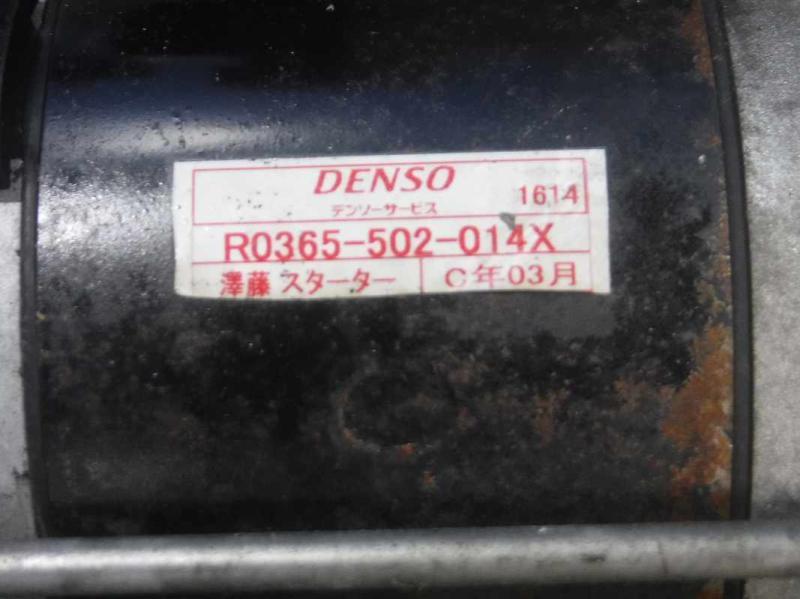 DENSO
デンソーサービス 1614
R0365-502-014X
澤藤 スターター C年03月